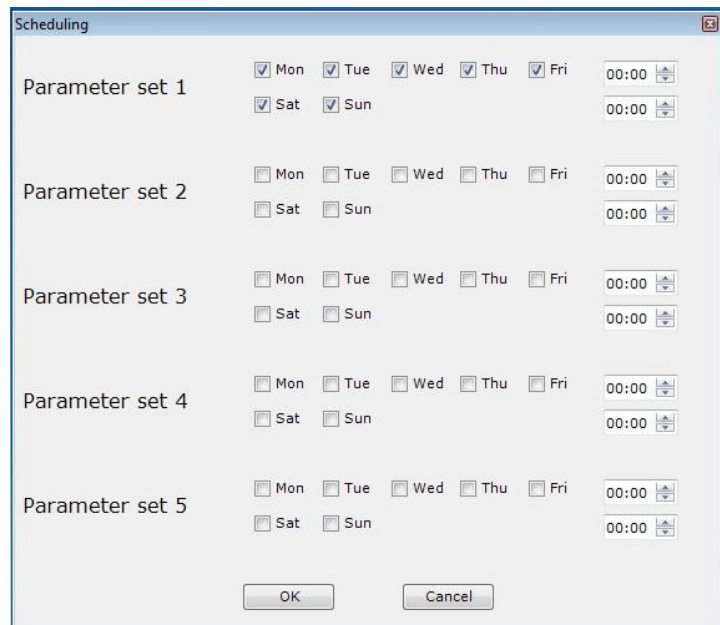 Scheduling
Parameter set 1
Mon Tue Wed Thu Fri 00:00
Sat Sun 00:00
Parameter set 2
Mon Tue Wed Thu Fri 00:00
Sat Sun 00:00
Parameter set 3
Mon Tue Wed Thu Fri 00:00
Sat Sun 00:00
Parameter set 4
Mon Tue Wed Thu Fri 00:00
Sat Sun 00:00
Parameter set 5
Mon Tue Wed Thu Fri 00:00
Sat Sun 00:00
OK Cancel